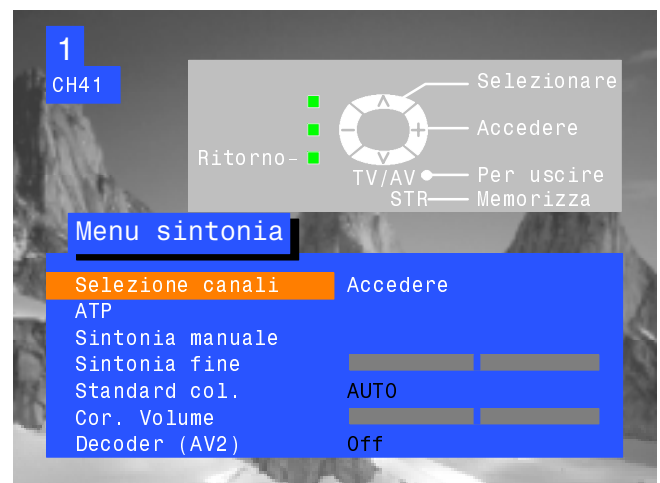 1
CH41
Selezionare
Accedere
Ritorno-
TV/AV Per uscire
STR Memorizza
Menu sintonia
Selezione canali Accedere
ATP
Sintonia manuale
Sintonia fine
Standard col. AUTO
Cor. Volume
Decoder (AV2) Off